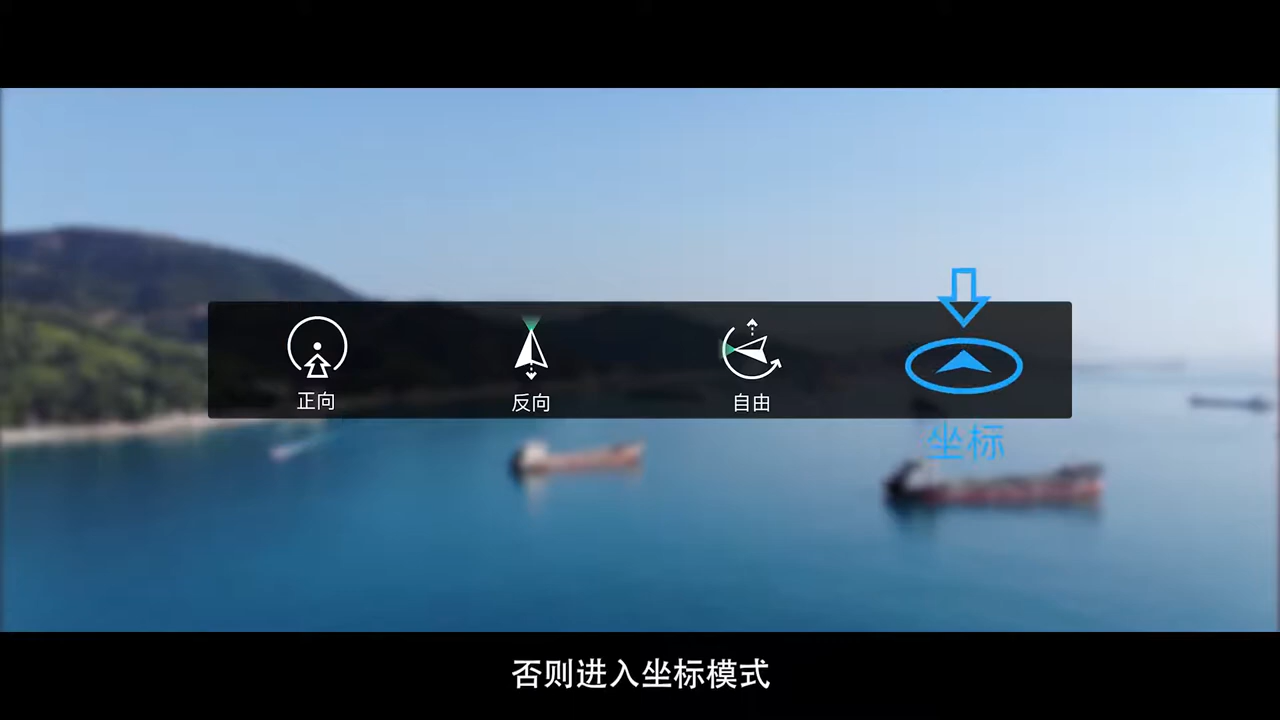 正向
反向
自由
坐标
否则进入坐标模式